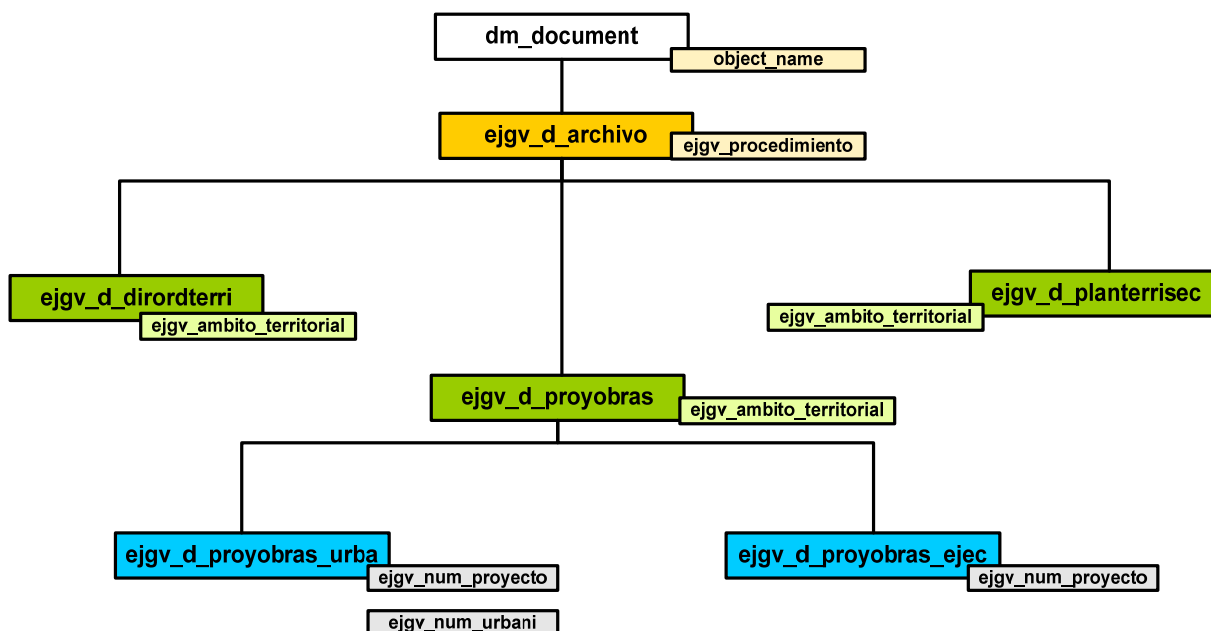 dm_document
object_name
ejgv_d_archivo
ejgv_procedimiento
ejgv_d_dirordterri
ejgv_ambito_territorial
ejgv_d_planterrisec
ejgv_ambito_territorial
ejgv_d_proyobras
ejgv_ambito_territorial
ejgv_d_proyobras_urba
ejgv_num_proyecto
ejgv_num_urbani
ejgv_d_proyobras_ejec
ejgv_num_proyecto